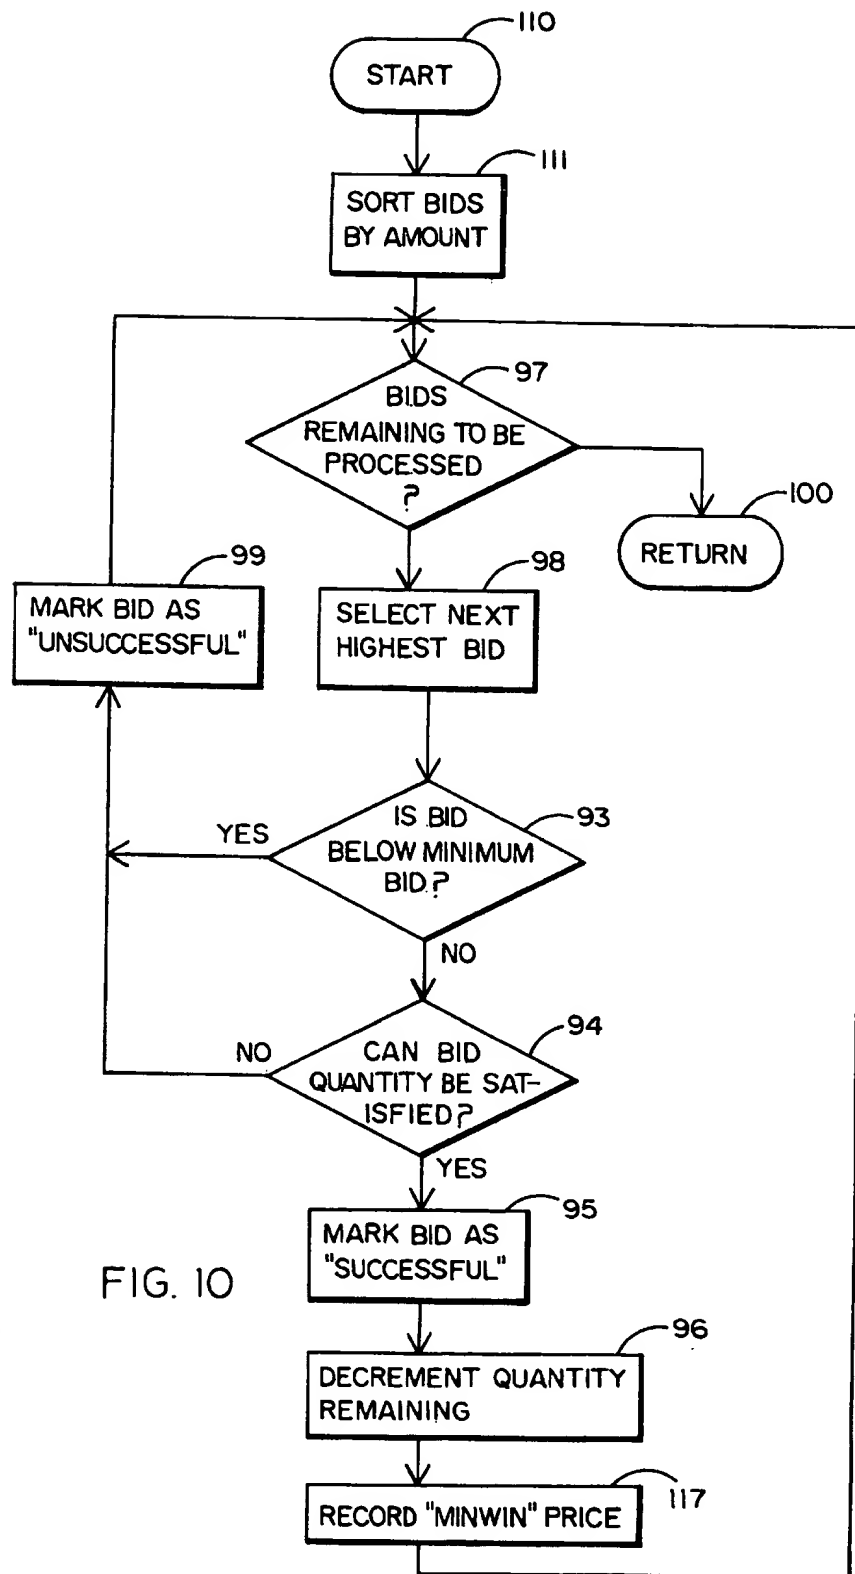 110
START
111
SORT BIDS
BY AMOUNT
97
BIDS
REMAINING TO BE
PROCESSED
?
100
RETURN
99
MARK BID AS
"UNSUCCESSFUL"
98
SELECT NEXT
HIGHEST BID
93
YES
IS BID
BELOW MINIMUM
BID?
NO
94
NO
CAN BID
QUANTITY BE SAT-
ISFIED?
YES
95
MARK BID AS
"SUCCESSFUL"
FIG. 10
96
DECREMENT QUANTITY
REMAINING
117
RECORD "MINWIN" PRICE